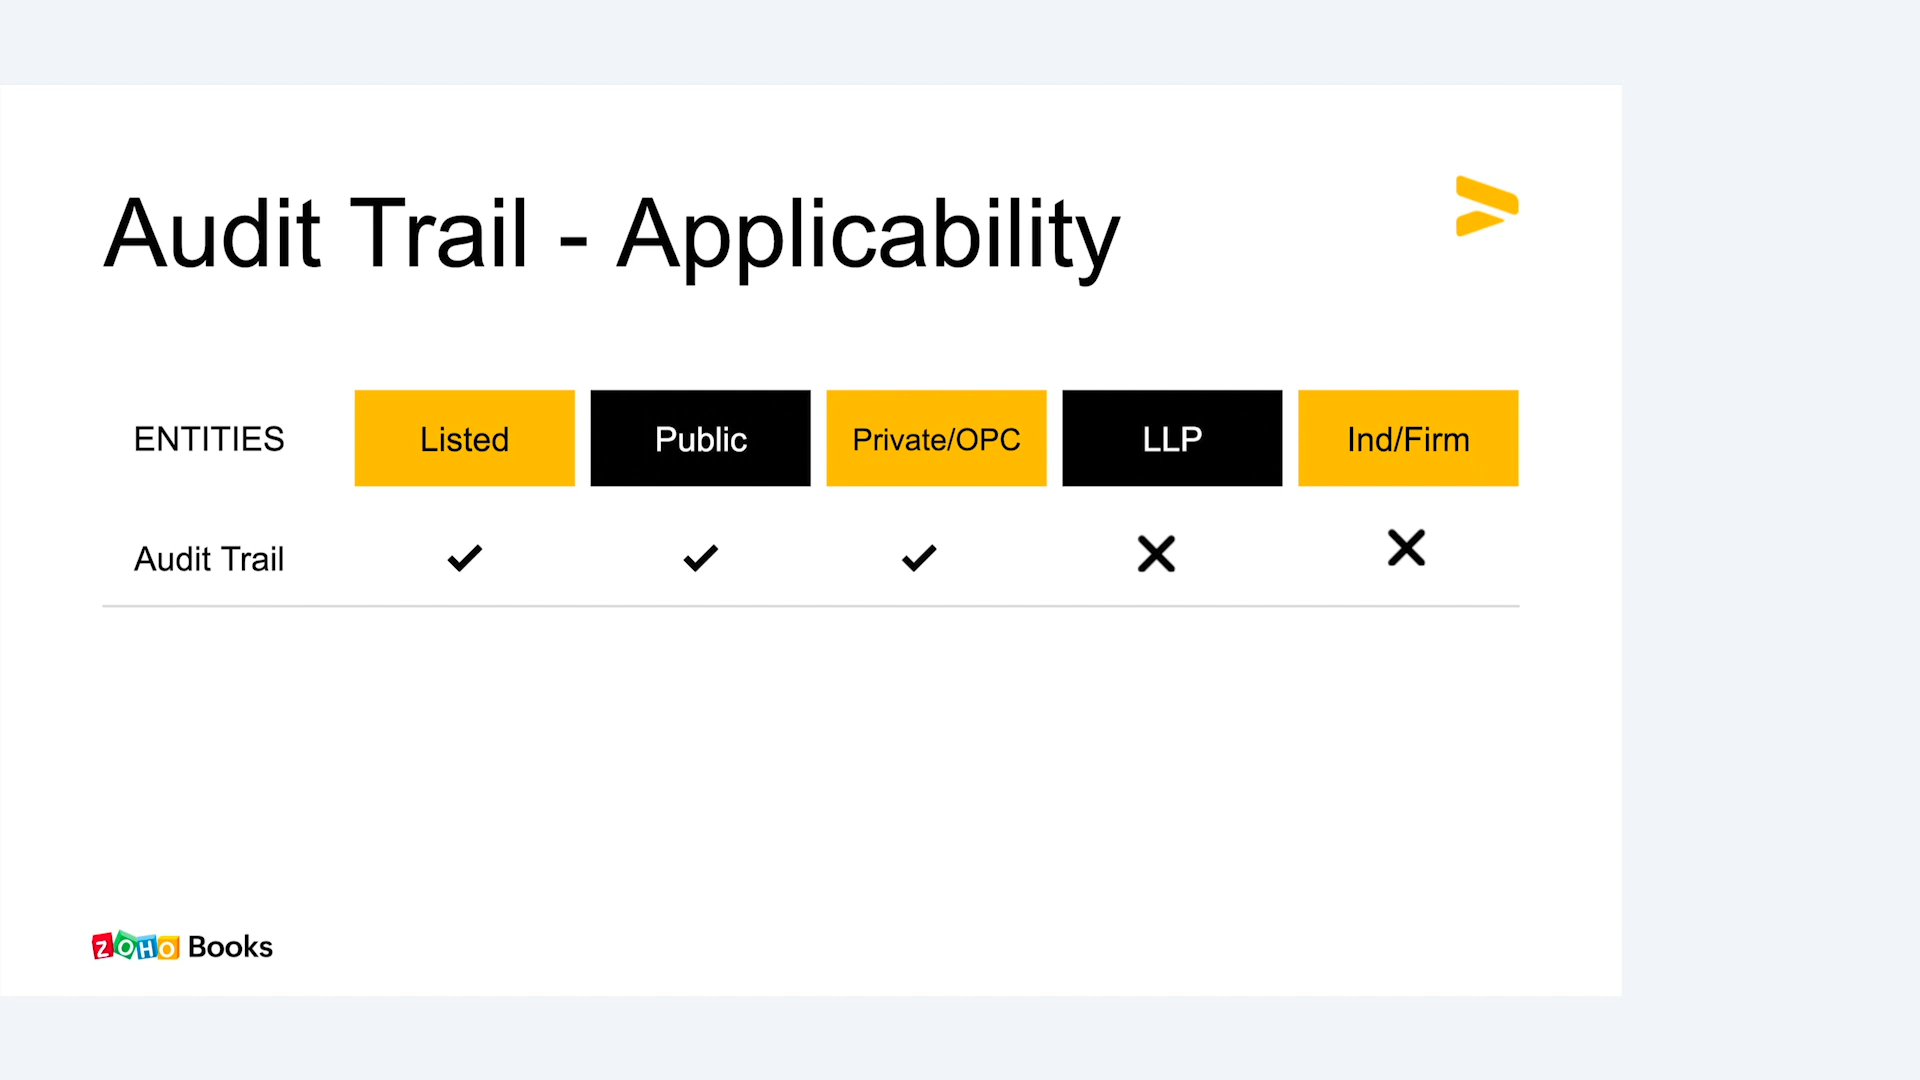 Audit Trail - Applicability
ENTITIES Listed Public Private/OPC LLP Ind/Firm
Audit Trail
ZOHO Books